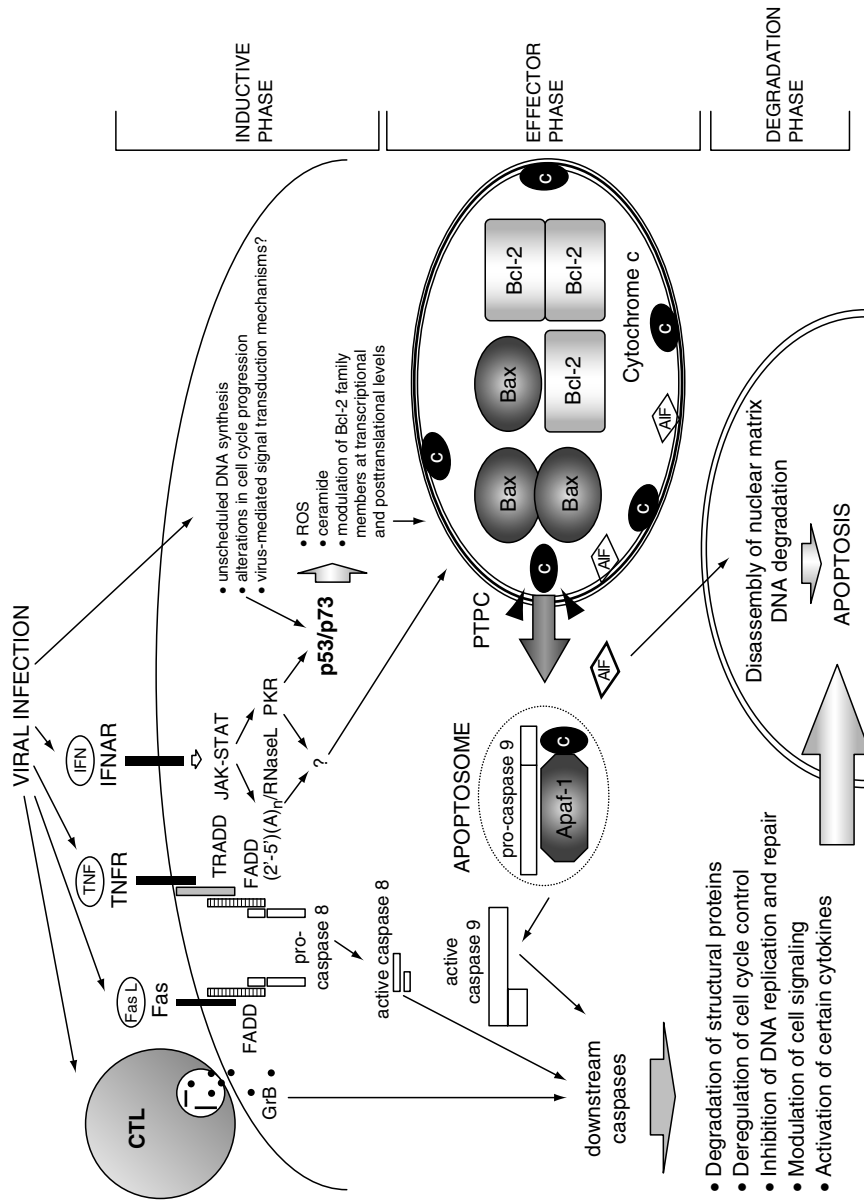 VIRAL INFECTION
CTL
Fas L
Fas
TNF
TNFR
IFN
IFNAR
GrB
FADD
pro-
caspase 8
TRADD
FADD
JAK-STAT
(2'-5')(A)n/RNaseL
PKR
?
p53/p73
• unscheduled DNA synthesis
• alterations in cell cycle progression
• virus-mediated signal transduction mechanisms?
• ROS
• ceramide
• modulation of Bcl-2 family
members at transcriptional
and posttranslational levels
INDUCTIVE
PHASE
active caspase 8
active
caspase 9
APOPTOSOME
pro-caspase 9
Apaf-1
c
PTPC
AIF
c
c
c
c
c
AIF
AIF
Bax
Bax
Bax
Bcl-2
Bcl-2
Bcl-2
Cytochrome c
EFFECTOR
PHASE
downstream
caspases
• Degradation of structural proteins
• Deregulation of cell cycle control
• Inhibition of DNA replication and repair
• Modulation of cell signaling
• Activation of certain cytokines
Disassembly of nuclear matrix
DNA degradation
APOPTOSIS
DEGRADATION
PHASE